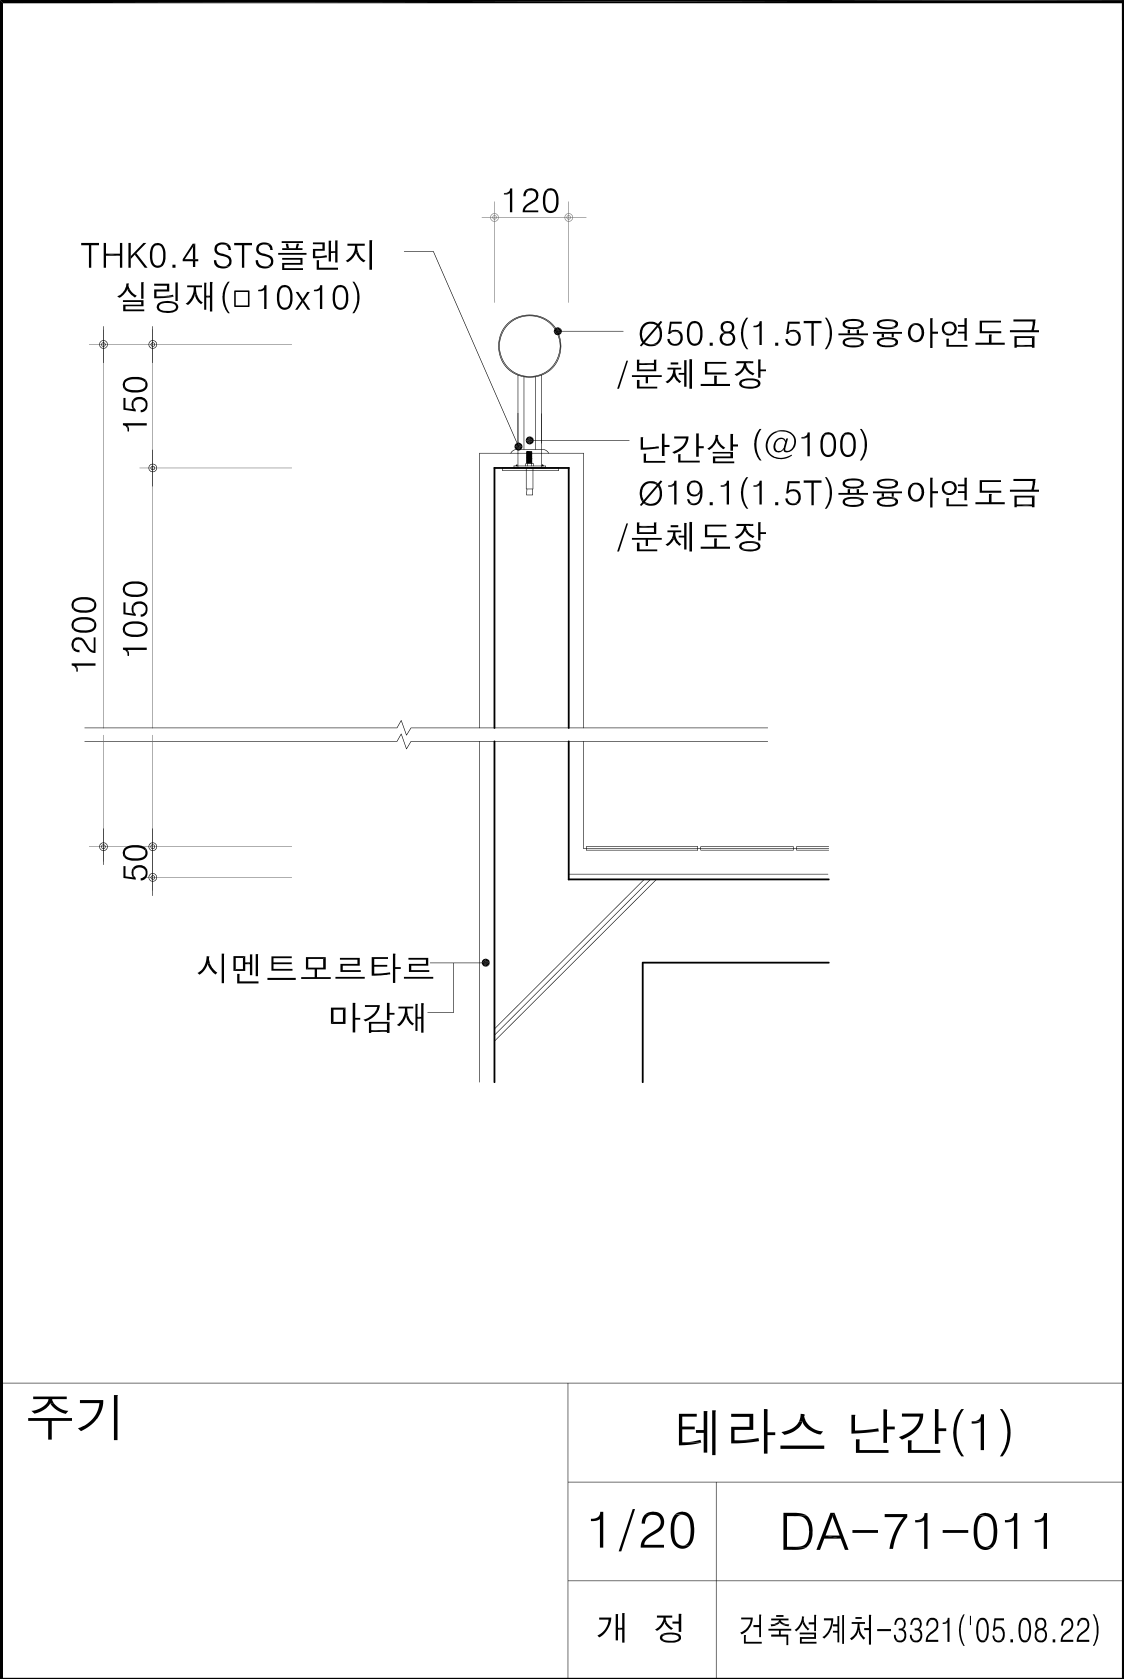 120
THK0.4 STS플랜지
실링재(□10x10)
Ø50.8(1.5T)용융아연도금
/분체도장
150
난간살 (@100)
Ø19.1(1.5T)용융아연도금
/분체도장
1200
1050
50
시멘트모르타르
마감재
주기
테라스 난간(1)
1/20
DA-71-011
개 정
건축설계처-3321('05.08.22)